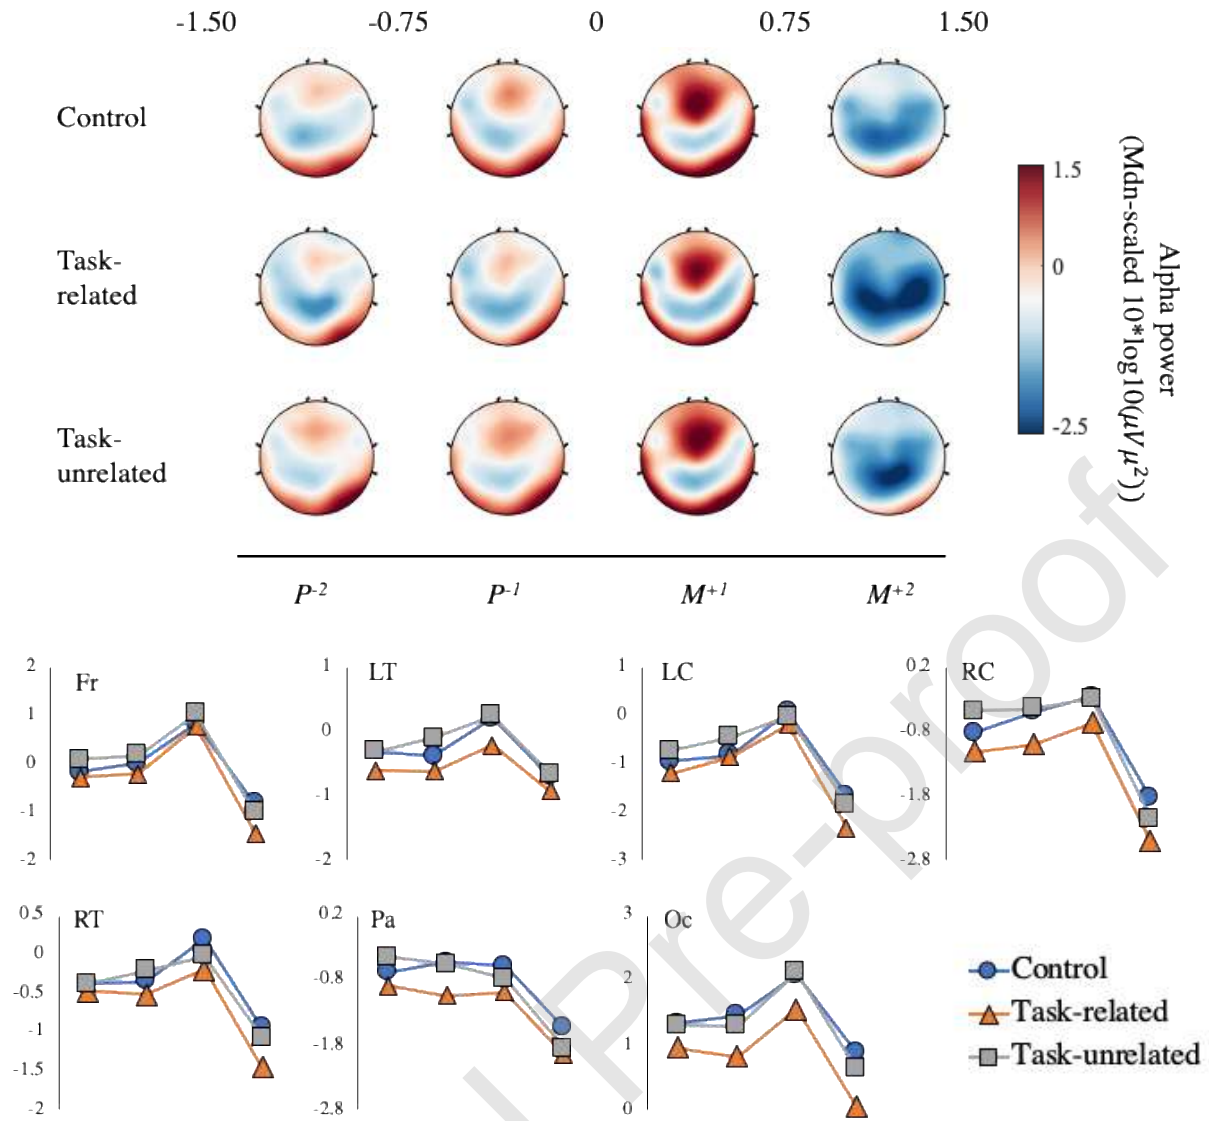 -1.50 -0.75 0 0.75 1.50
Control
Task-
related
Task-
unrelated
1.5
0
-2.5
Alpha power
(Mdn-scaled 10*log10(μV/μ²))
P-2 P-1 M+1 M+2
Fr
2
1
0
-1
-2
LT
1
0
-1
-2
LC
1
0
-1
-2
-3
RC
0.2
-0.8
-1.8
-2.8
RT
0.5
0
-0.5
-1
-1.5
-2
Pa
0.2
-0.8
-1.8
-2.8
Oc
3
2
1
0
Control
Task-related
Task-unrelated
Pre-proof